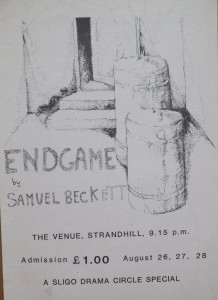 ENDGAME
by
SAMUEL BECKETT
THE VENUE, STRANDHILL, 9.15 p.m.
Admission £1.00 August 26, 27, 28
A SLIGO DRAMA CIRCLE SPECIAL